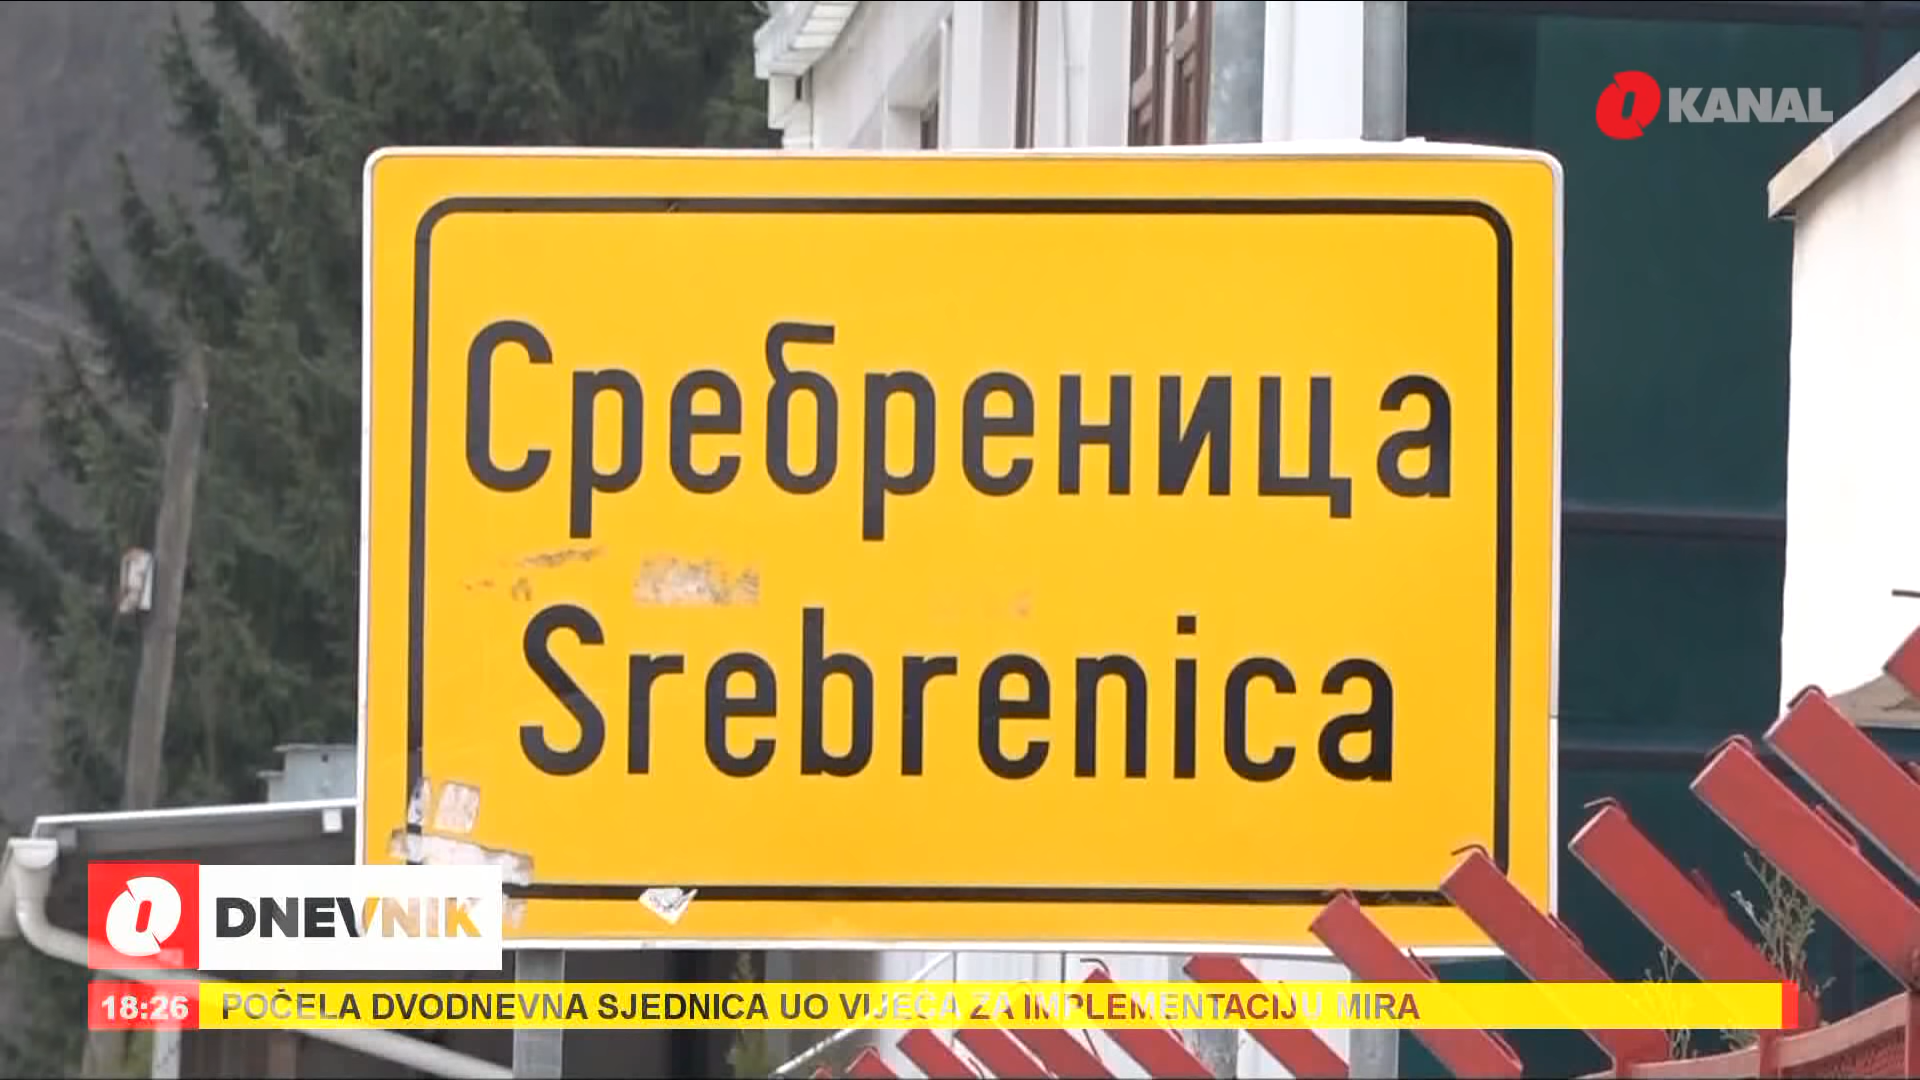 KANAL
Сребреница
Srebrenica
DNEVNIK
18:26 POČELA DVODNEVNA SJEDNICA UO VIJEĆA ZA IMPLEMENTACIJU MIRA